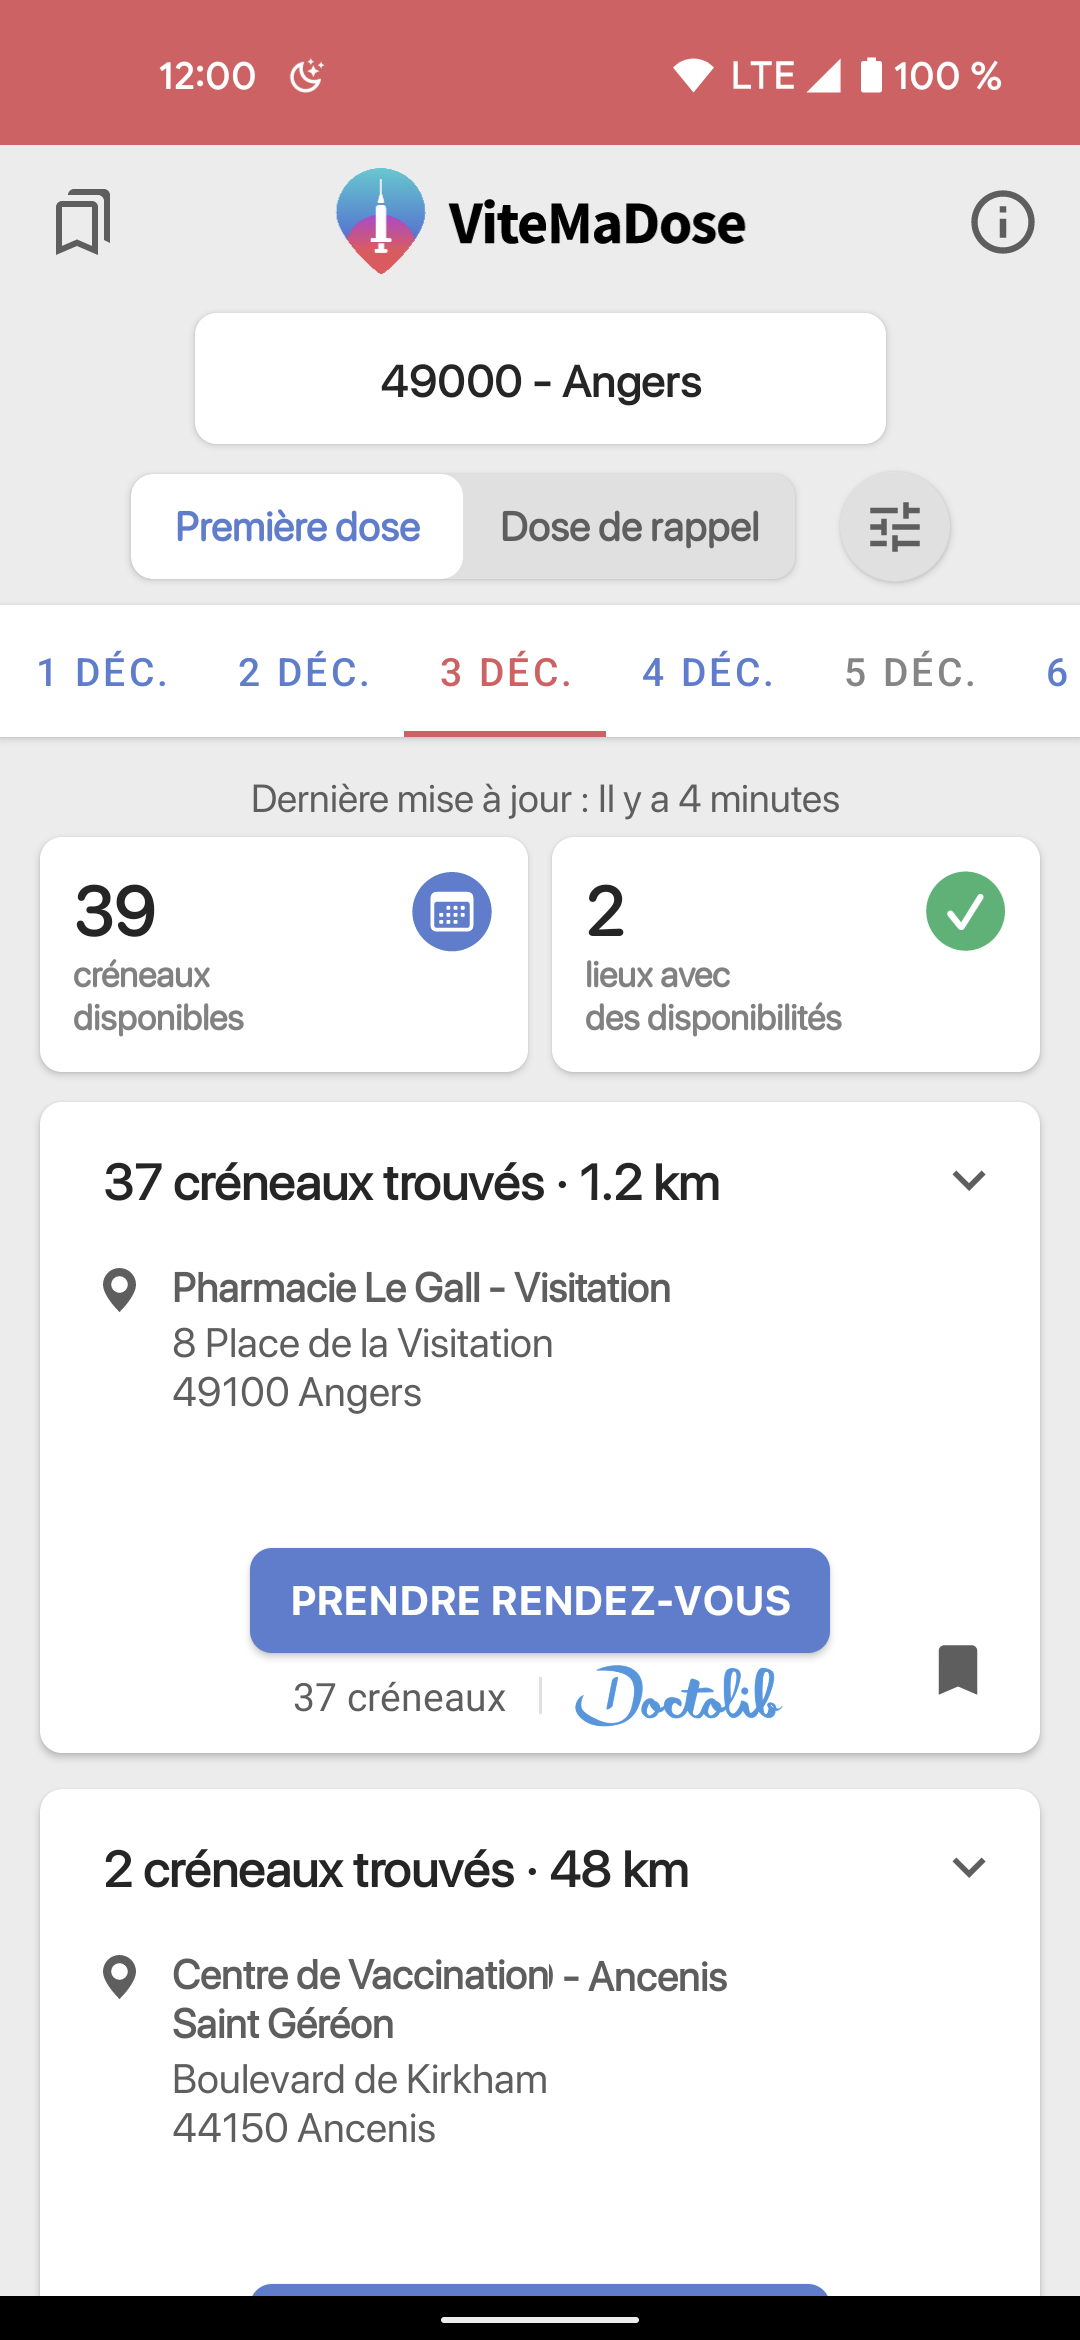 12:00 LTE 100 %
ViteMaDose
49000 - Angers
Première dose Dose de rappel
1 DÉC. 2 DÉC. 3 DÉC. 4 DÉC. 5 DÉC. 6
Dernière mise à jour : Il y a 4 minutes
39
créneaux
disponibles
2
lieux avec
des disponibilités
37 créneaux trouvés · 1.2 km
Pharmacie Le Gall - Visitation
8 Place de la Visitation
49100 Angers
PRENDRE RENDEZ-VOUS
37 créneaux Doctolib
2 créneaux trouvés · 48 km
Centre de Vaccination) - Ancenis
Saint Géréon
Boulevard de Kirkham
44150 Ancenis